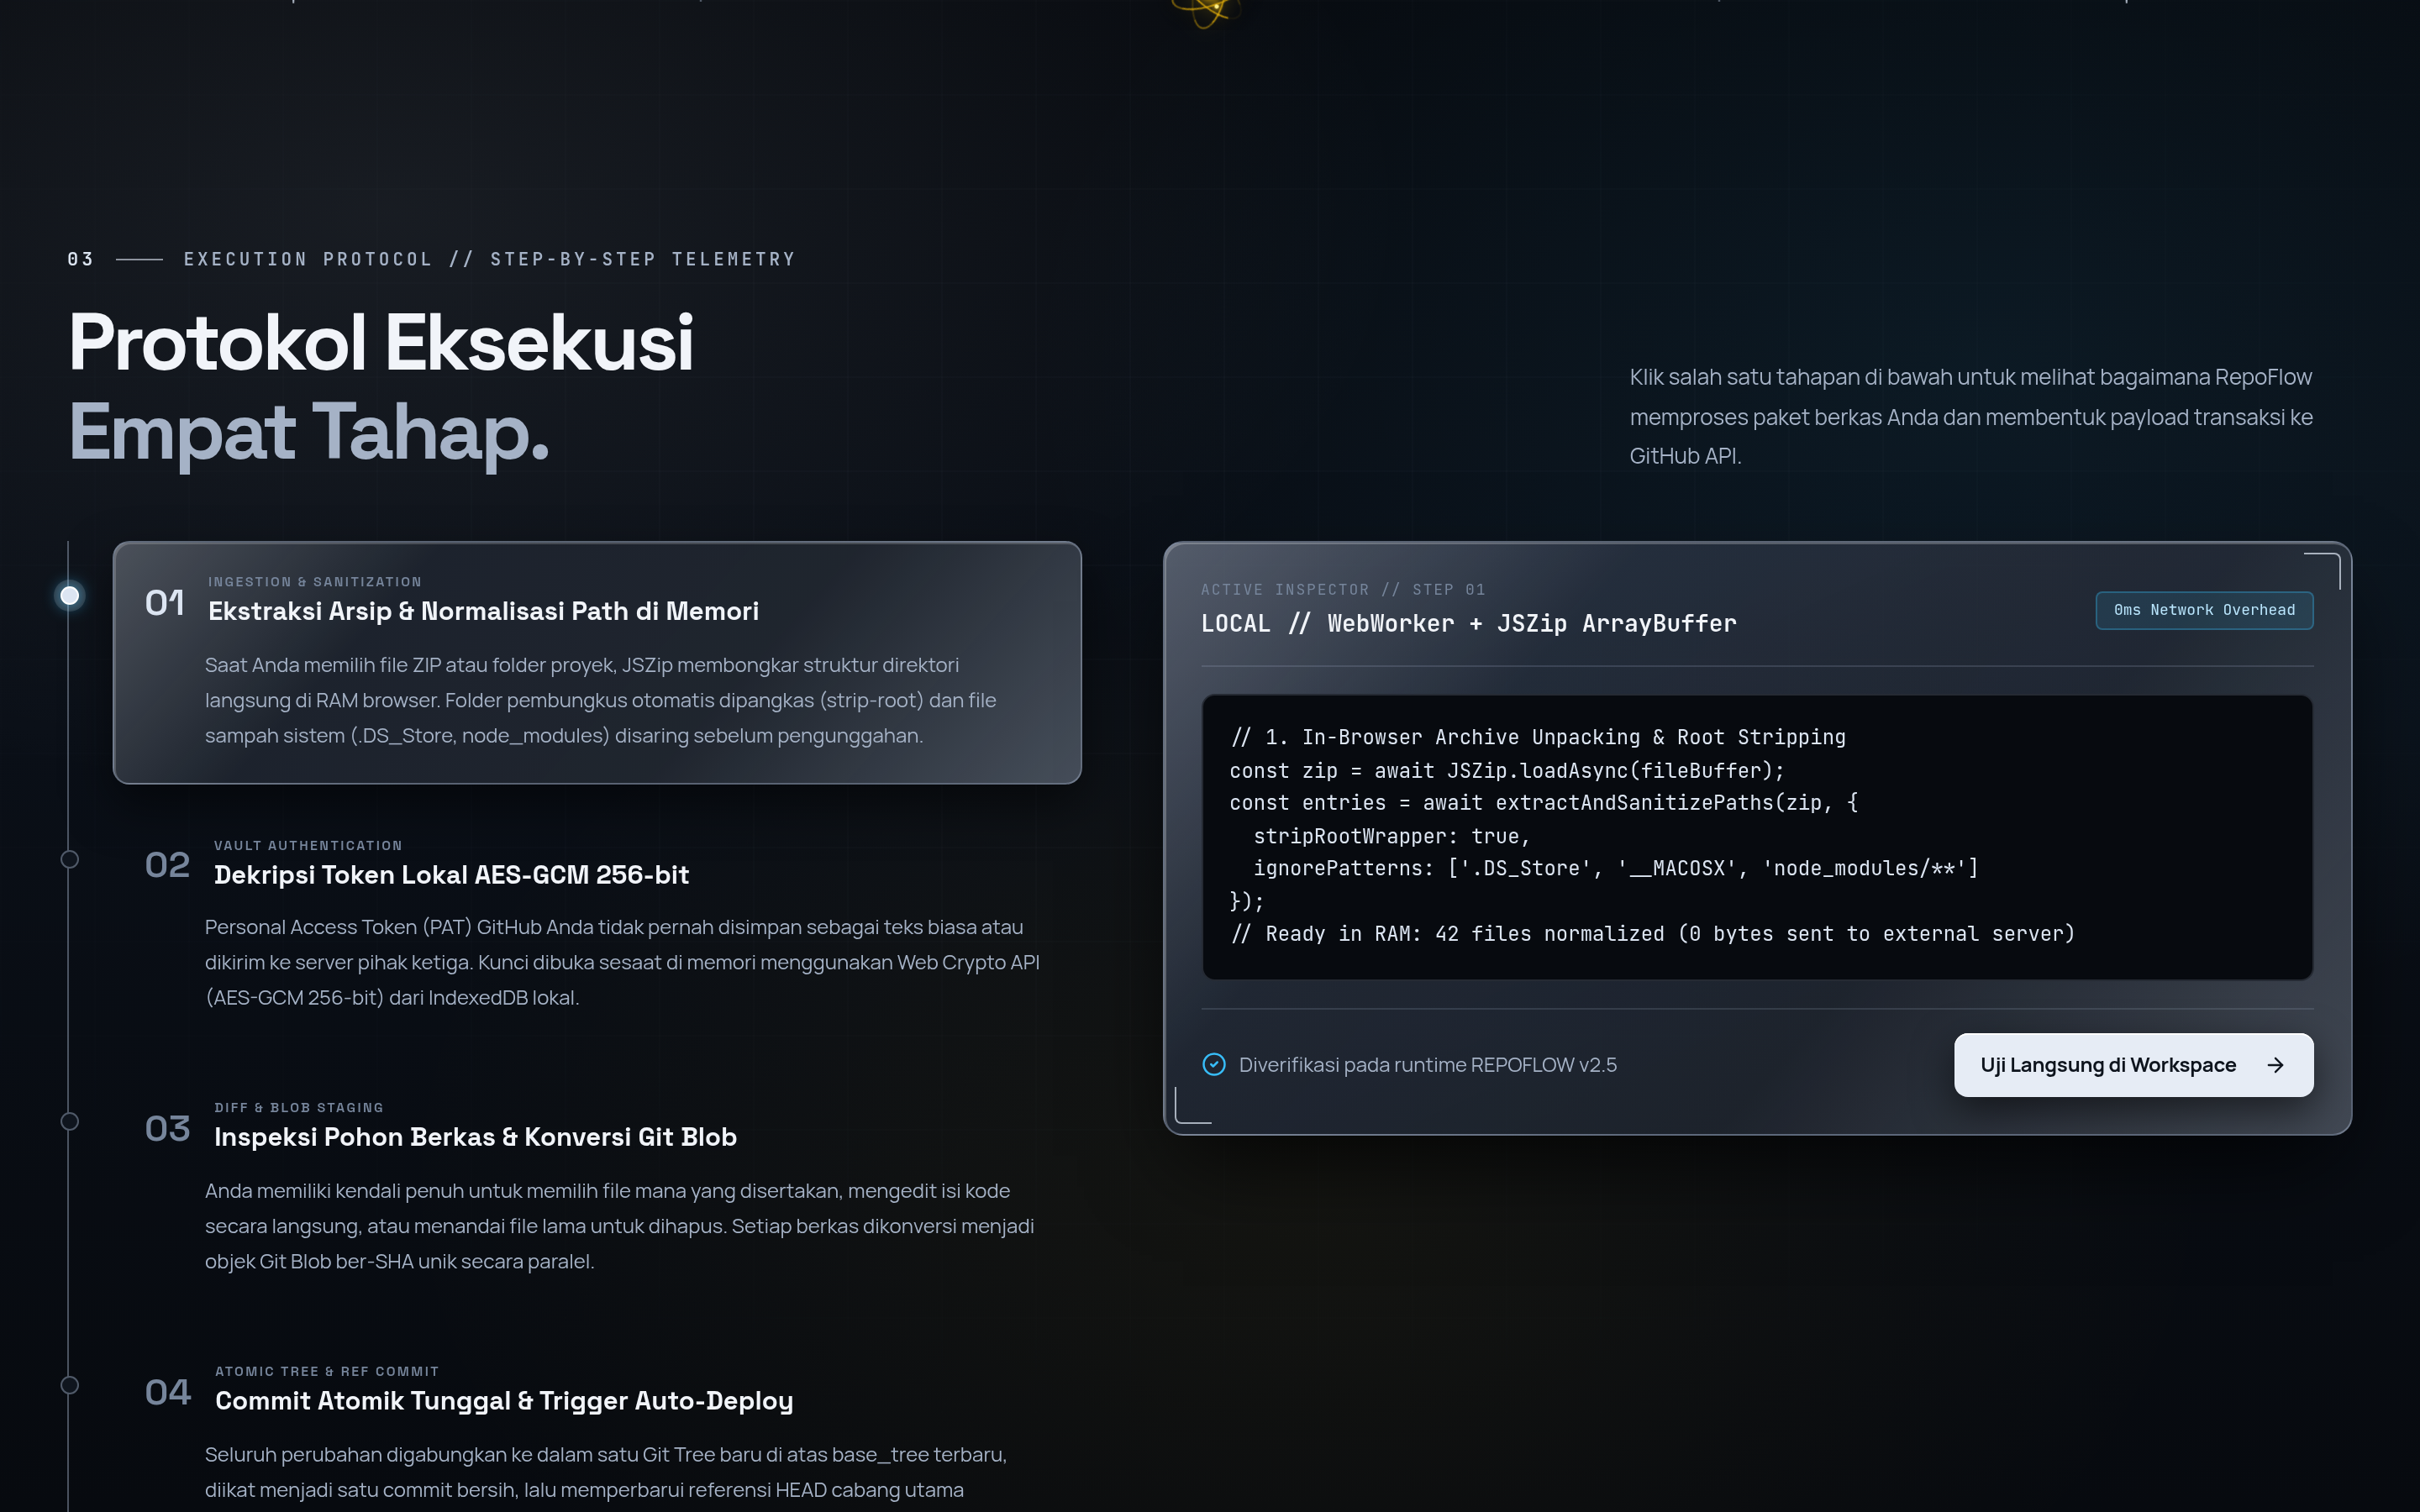 03 EXECUTION PROTOCOL // STEP-BY-STEP TELEMETRY
Protokol Eksekusi
Empat Tahap.
Klik salah satu tahapan di bawah untuk melihat bagaimana RepoFlow
memproses paket berkas Anda dan membentuk payload transaksi ke
GitHub API.
01
INGESTION & SANITIZATION
Ekstraksi Arsip & Normalisasi Path di Memori
Saat Anda memilih file ZIP atau folder proyek, JSZip membongkar struktur direktori
langsung di RAM browser. Folder pembungkus otomatis dipangkas (strip-root) dan file
sampah sistem (.DS_Store, node_modules) disaring sebelum pengunggahan.
02
VAULT AUTHENTICATION
Dekripsi Token Lokal AES-GCM 256-bit
Personal Access Token (PAT) GitHub Anda tidak pernah disimpan sebagai teks biasa atau
dikirim ke server pihak ketiga. Kunci dibuka sesaat di memori menggunakan Web Crypto API
(AES-GCM 256-bit) dari IndexedDB lokal.
03
DIFF & BLOB STAGING
Inspeksi Pohon Berkas & Konversi Git Blob
Anda memiliki kendali penuh untuk memilih file mana yang disertakan, mengedit isi kode
secara langsung, atau menandai file lama untuk dihapus. Setiap berkas dikonversi menjadi
objek Git Blob ber-SHA unik secara paralel.
04
ATOMIC TREE & REF COMMIT
Commit Atomik Tunggal & Trigger Auto-Deploy
Seluruh perubahan digabungkan ke dalam satu Git Tree baru di atas base_tree terbaru,
diikat menjadi satu commit bersih, lalu memperbarui referensi HEAD cabang utama
ACTIVE INSPECTOR // STEP 01
LOCAL // WebWorker + JSZip ArrayBuffer
0ms Network Overhead
// 1. In-Browser Archive Unpacking & Root Stripping
const zip = await JSZip.loadAsync(fileBuffer);
const entries = await extractAndSanitizePaths(zip, {
  stripRootWrapper: true,
  ignorePatterns: ['.DS_Store', '__MACOSX', 'node_modules/**']
});
// Ready in RAM: 42 files normalized (0 bytes sent to external server)
Diverifikasi pada runtime REPOFLOW v2.5
Uji Langsung di Workspace